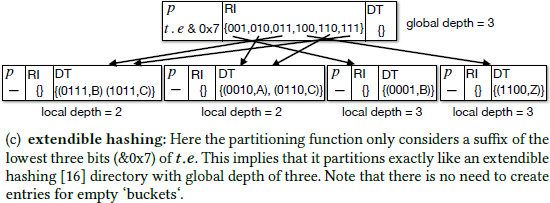 p RI DT
t.e & 0x7 {001,010,011,100,110,111} {} global depth = 3
p RI DT p RI DT p RI DT p RI DT
— {} {(0111,B) (1011,C)} — {} {(0010,A), (0110,C)} — {} {(0001,B)} — {} {(1100,Z)}
local depth = 2 local depth = 2 local depth = 3 local depth = 3
(c) extendible hashing: Here the partitioning function only considers a suffix of the
lowest three bits (&0x7) of t.e. This implies that it partitions exactly like an extendible
hashing [16] directory with global depth of three. Note that there is no need to create
entries for empty ‘buckets‘.